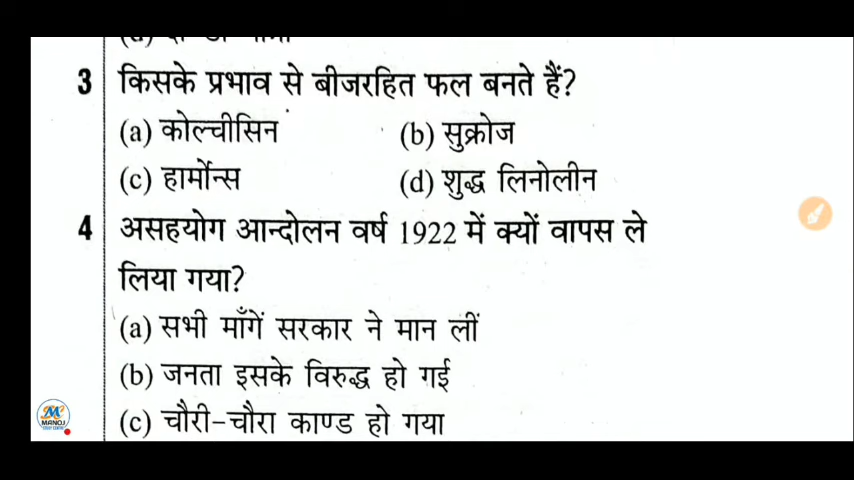 3 किसके प्रभाव से बीजरहित फल बनते हैं?
(a) कोल्चीसिन (b) सुक्रोज
(c) हार्मोन्स (d) शुद्ध लिनोलीन
4 असहयोग आन्दोलन वर्ष 1922 में क्यों वापस ले
लिया गया?
(a) सभी माँगें सरकार ने मान लीं
(b) जनता इसके विरुद्ध हो गई
(c) चौरी-चौरा काण्ड हो गया
MANOJ